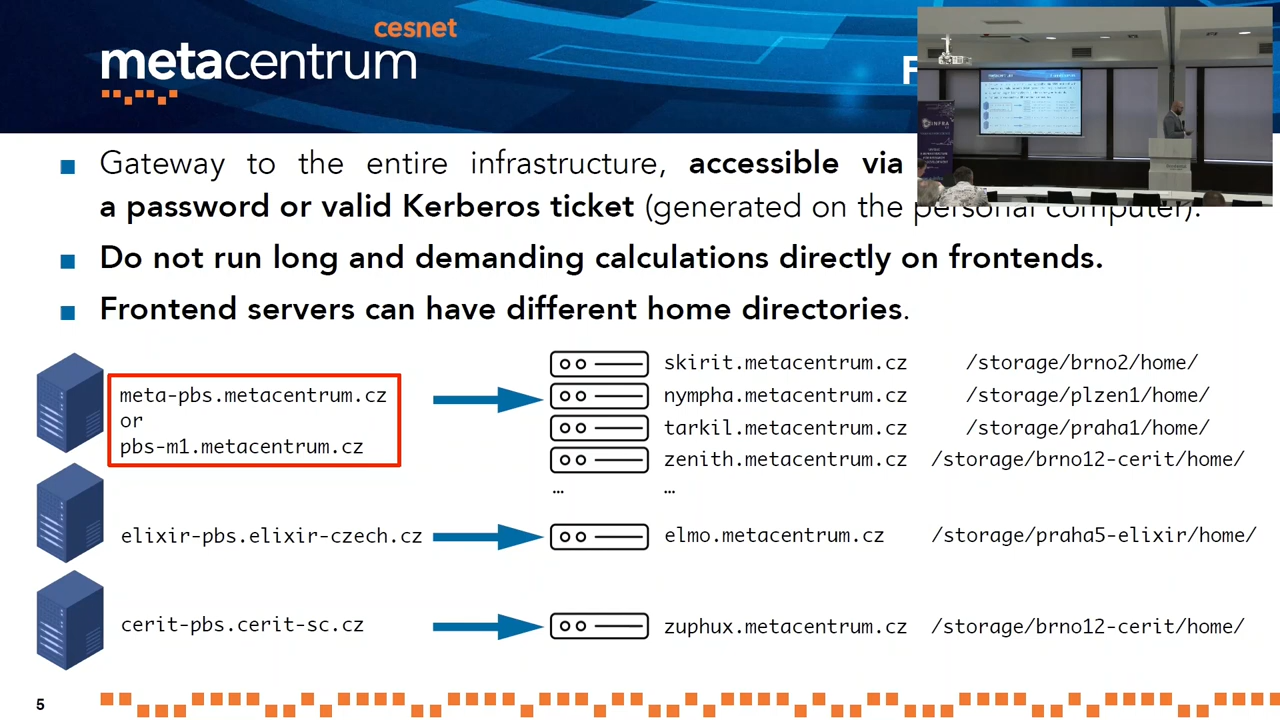 cesnet
metacentrum
F
Gateway to the entire infrastructure, accessible via
a password or valid Kerberos ticket (generated on the personal computer).
Do not run long and demanding calculations directly on frontends.
Frontend servers can have different home directories.
skirit.metacentrum.cz /storage/brno2/home/
meta-pbs.metacentrum.cz nympha.metacentrum.cz /storage/plzen1/home/
or
tarkil.metacentrum.cz /storage/praha1/home/
pbs-m1.metacentrum.cz
zenith.metacentrum.cz /storage/brno12-cerit/home/
… …
elixir-pbs.elixir-czech.cz elmo.metacentrum.cz /storage/praha5-elixir/home/
cerit-pbs.cerit-sc.cz zuphux.metacentrum.cz /storage/brno12-cerit/home/
5